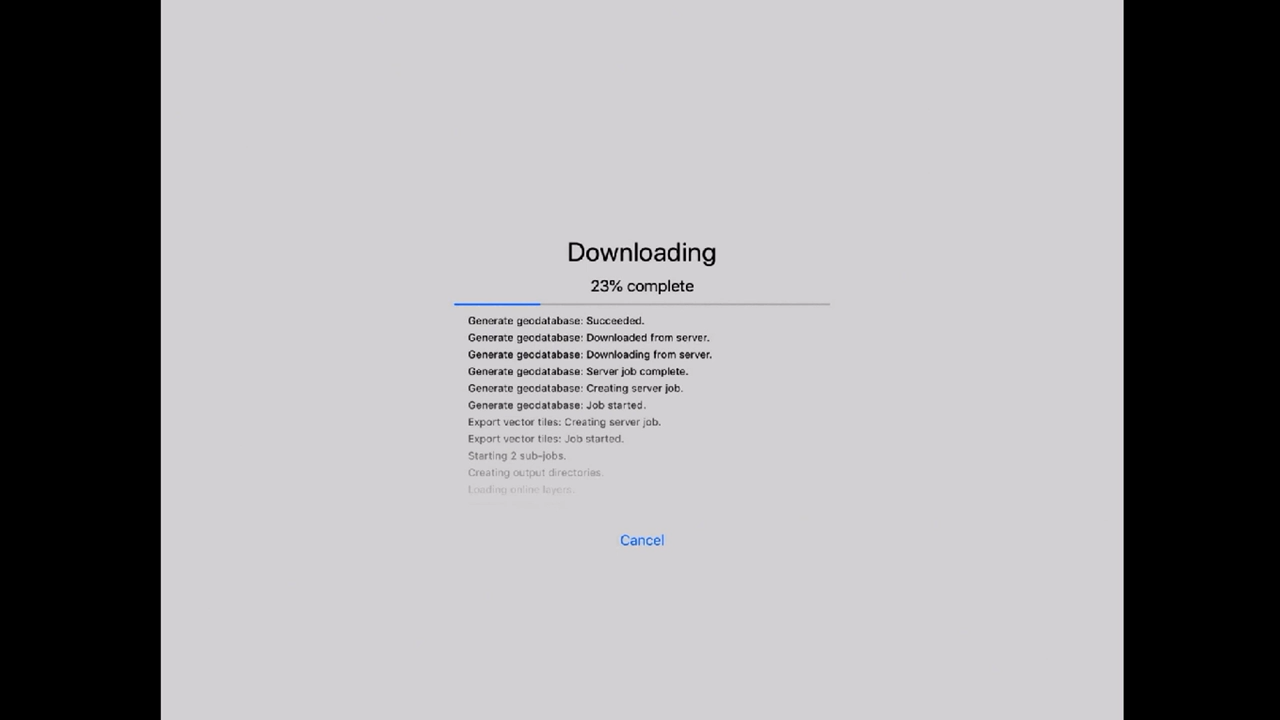 Downloading
23% complete
Generate geodatabase: Succeeded.
Generate geodatabase: Downloaded from server.
Generate geodatabase: Downloading from server.
Generate geodatabase: Server job complete.
Generate geodatabase: Creating server job.
Generate geodatabase: Job started.
Export vector tiles: Creating server job.
Export vector tiles: Job started.
Starting 2 sub-jobs.
Creating output directories.
Loading online layers.
Cancel